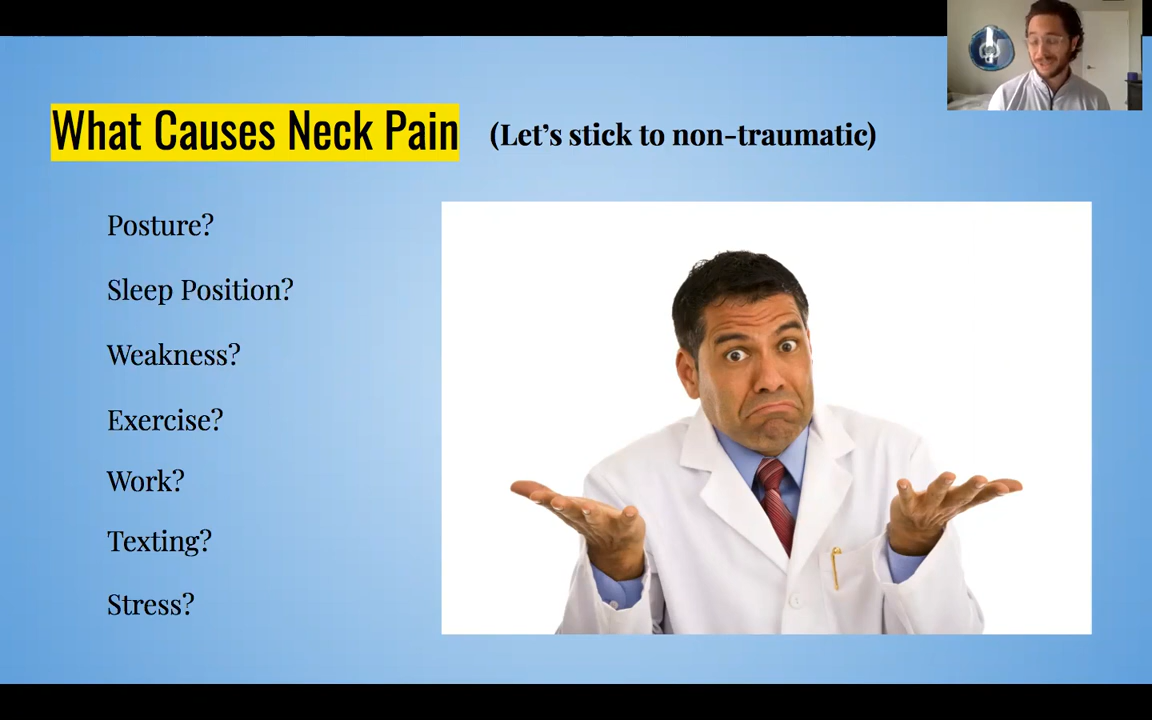 What Causes Neck Pain (Let's stick to non-traumatic)
Posture?
Sleep Position?
Weakness?
Exercise?
Work?
Texting?
Stress?